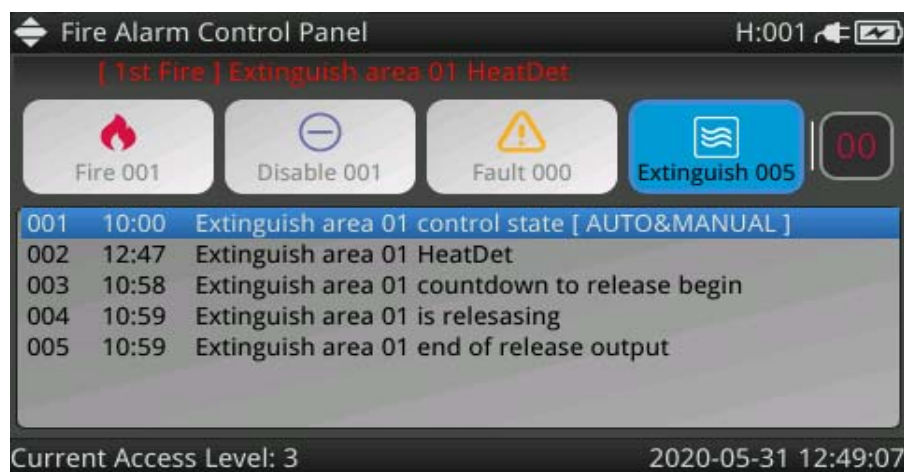 Fire Alarm Control Panel H:001
[ 1st Fire ] Extinguish area 01 HeatDet
Fire 001 Disable 001 Fault 000 Extinguish 005 00
001 10:00 Extinguish area 01 control state [ AUTO&MANUAL ]
002 12:47 Extinguish area 01 HeatDet
003 10:58 Extinguish area 01 countdown to release begin
004 10:59 Extinguish area 01 is relesasing
005 10:59 Extinguish area 01 end of release output
Current Access Level: 3 2020-05-31 12:49:07